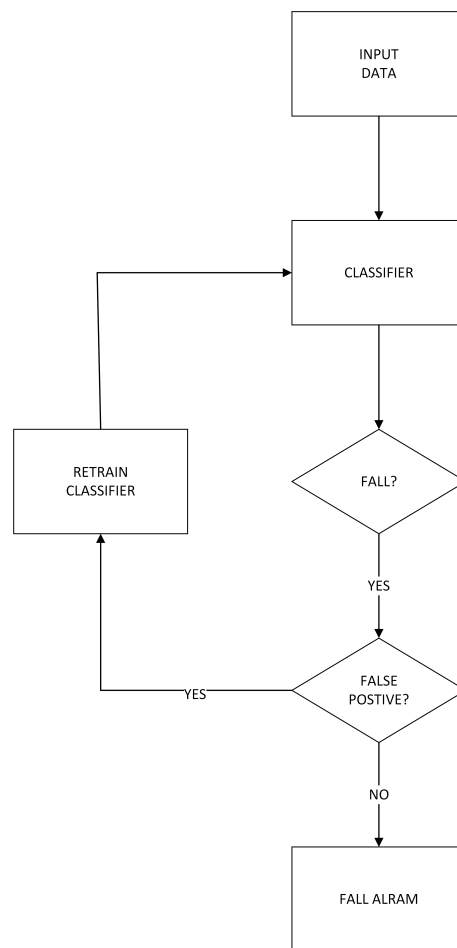 INPUT
DATA
CLASSIFIER
RETRAIN
CLASSIFIER
FALL?
YES
FALSE
POSTIVE?
YES
NO
FALL ALRAM